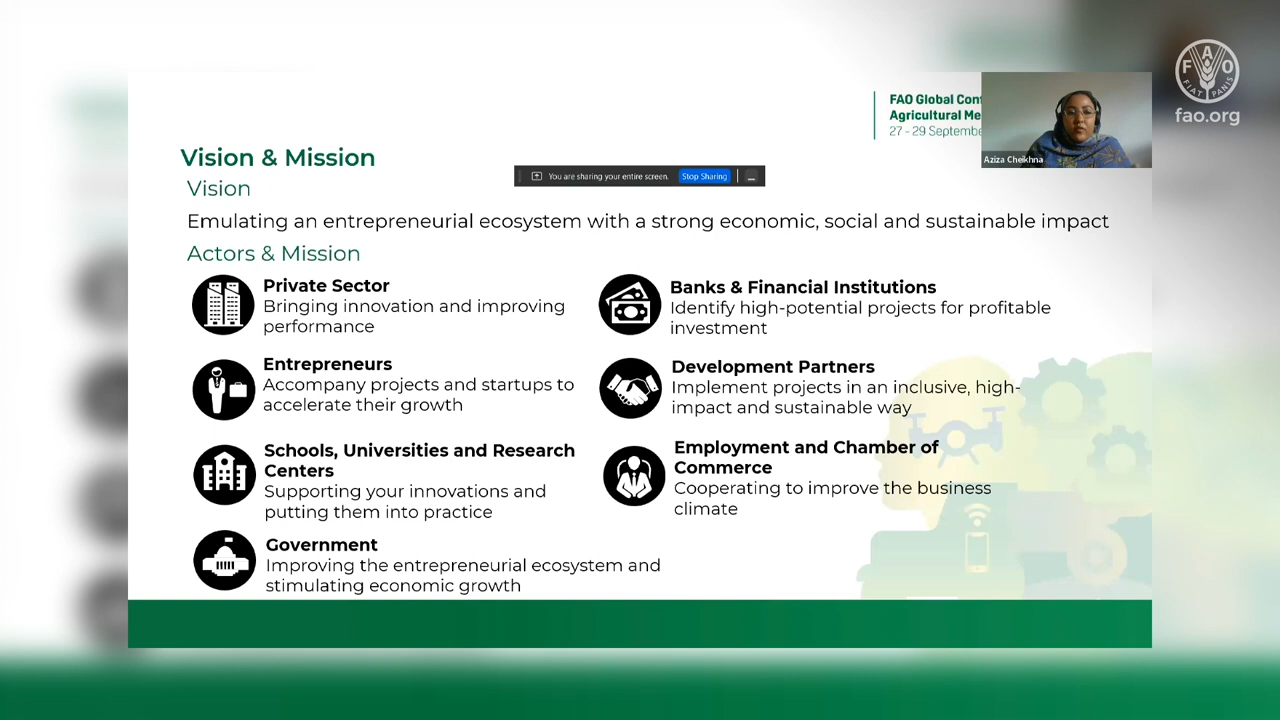 FAO Global Con
Agricultural Me
27 - 29 Septembe
Aziza Cheikhna
F A O
FIAT PANIS
fao.org
Vision & Mission
You are sharing your entire screen.
Stop Sharing
Vision
Emulating an entrepreneurial ecosystem with a strong economic, social and sustainable impact
Actors & Mission
Private Sector
Bringing innovation and improving
performance
Entrepreneurs
Accompany projects and startups to
accelerate their growth
Schools, Universities and Research
Centers
Supporting your innovations and
putting them into practice
Government
Improving the entrepreneurial ecosystem and
stimulating economic growth
Banks & Financial Institutions
Identify high-potential projects for profitable
investment
Development Partners
Implement projects in an inclusive, high-
impact and sustainable way
Employment and Chamber of
Commerce
Cooperating to improve the business
climate